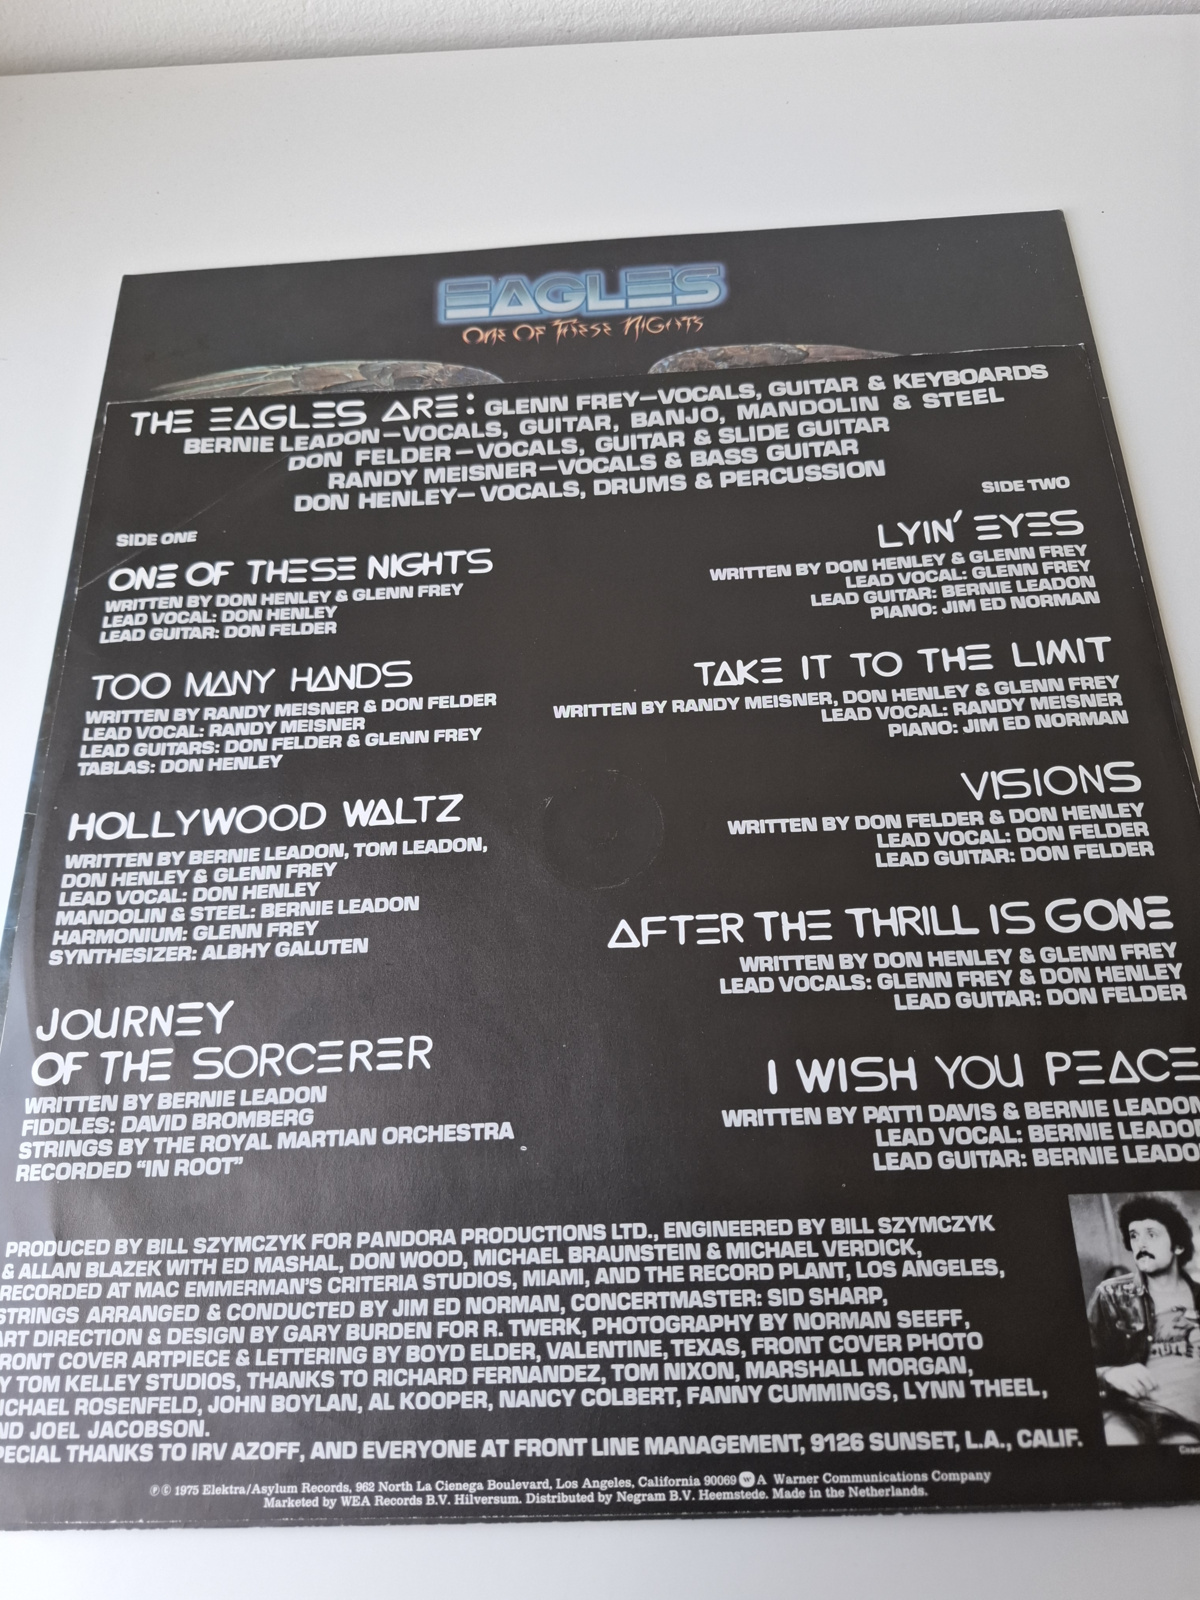 EAGLES
ONE OF THESE NIGHTS
THE EAGLES ARE: GLENN FREY—VOCALS, GUITAR & KEYBOARDS
BERNIE LEADON—VOCALS, GUITAR, BANJO, MANDOLIN & STEEL
DON FELDER—VOCALS, GUITAR & SLIDE GUITAR
RANDY MEISNER—VOCALS & BASS GUITAR
DON HENLEY—VOCALS, DRUMS & PERCUSSION
SIDE ONE
ONE OF THESE NIGHTS
WRITTEN BY DON HENLEY & GLENN FREY
LEAD VOCAL: DON HENLEY
LEAD GUITAR: DON FELDER
TOO MANY HANDS
WRITTEN BY RANDY MEISNER & DON FELDER
LEAD VOCAL: RANDY MEISNER
LEAD GUITARS: DON FELDER & GLENN FREY
TABLAS: DON HENLEY
HOLLYWOOD WALTZ
WRITTEN BY BERNIE LEADON, TOM LEADON,
DON HENLEY & GLENN FREY
LEAD VOCAL: DON HENLEY
MANDOLIN & STEEL: BERNIE LEADON
HARMONIUM: GLENN FREY
SYNTHESIZER: ALBHY GALUTEN
JOURNEY
OF THE SORCERER
WRITTEN BY BERNIE LEADON
FIDDLES: DAVID BROMBERG
STRINGS BY THE ROYAL MARTIAN ORCHESTRA
RECORDED "IN ROOT"
SIDE TWO
LYIN' EYES
WRITTEN BY DON HENLEY & GLENN FREY
LEAD VOCAL: GLENN FREY
LEAD GUITAR: BERNIE LEADON
PIANO: JIM ED NORMAN
TAKE IT TO THE LIMIT
WRITTEN BY RANDY MEISNER, DON HENLEY & GLENN FREY
LEAD VOCAL: RANDY MEISNER
PIANO: JIM ED NORMAN
VISIONS
WRITTEN BY DON FELDER & DON HENLEY
LEAD VOCAL: DON FELDER
LEAD GUITAR: DON FELDER
AFTER THE THRILL IS GONE
WRITTEN BY DON HENLEY & GLENN FREY
LEAD VOCALS: GLENN FREY & DON HENLEY
LEAD GUITAR: DON FELDER
I WISH YOU PEACE
WRITTEN BY PATTI DAVIS & BERNIE LEADON
LEAD VOCAL: BERNIE LEADON
LEAD GUITAR: BERNIE LEADO
PRODUCED BY BILL SZYMCZYK FOR PANDORA PRODUCTIONS LTD., ENGINEERED BY BILL SZYMCZYK
& ALLAN BLAZEK WITH ED MASHAL, DON WOOD, MICHAEL BRAUNSTEIN & MICHAEL VERDICK,
RECORDED AT MAC EMMERMAN'S CRITERIA STUDIOS, MIAMI, AND THE RECORD PLANT, LOS ANGELES,
STRINGS ARRANGED & CONDUCTED BY JIM ED NORMAN, CONCERTMASTER: SID SHARP,
ART DIRECTION & DESIGN BY GARY BURDEN FOR R. TWERK, PHOTOGRAPHY BY NORMAN SEEFF,
RONT COVER ARTPIECE & LETTERING BY BOYD ELDER, VALENTINE, TEXAS, FRONT COVER PHOTO
Y TOM KELLEY STUDIOS, THANKS TO RICHARD FERNANDEZ, TOM NIXON, MARSHALL MORGAN,
ICHAEL ROSENFELD, JOHN BOYLAN, AL KOOPER, NANCY COLBERT, FANNY CUMMINGS, LYNN THEEL,
ND JOEL JACOBSON.
PECIAL THANKS TO IRV AZOFF, AND EVERYONE AT FRONT LINE MANAGEMENT, 9126 SUNSET, L.A., CALIF.
℗ © 1975 Elektra/Asylum Records, 962 North La Cienega Boulevard, Los Angeles, California 90069 W A Warner Communications Company
Marketed by WEA Records B.V. Hilversum. Distributed by Negram B.V. Heemstede. Made in the Netherlands.